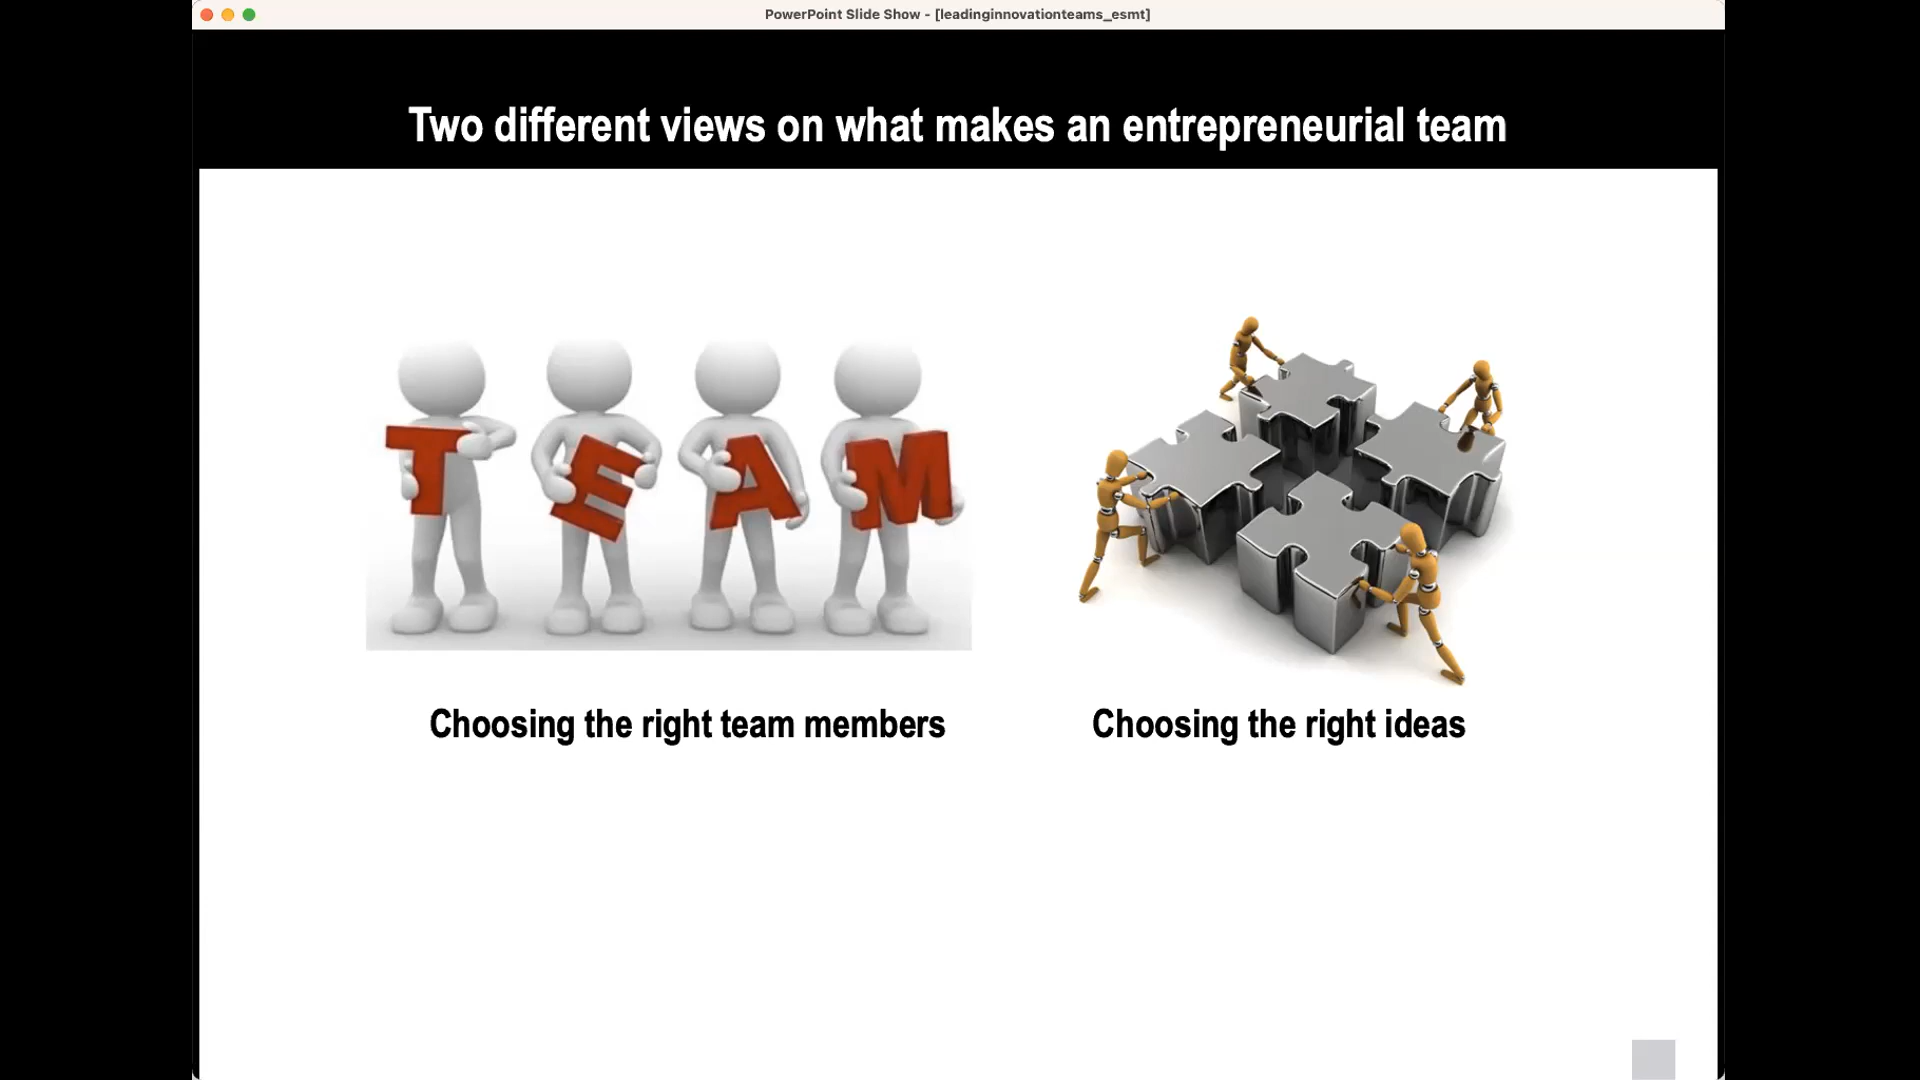 PowerPoint Slide Show - [leadinginnovationteams_esmt]
Two different views on what makes an entrepreneurial team
TEAM
Choosing the right team members
Choosing the right ideas